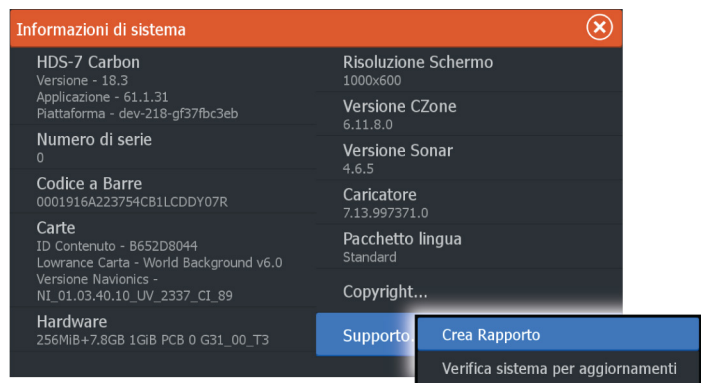 Informazioni di sistema
HDS-7 Carbon
Versione - 18.3
Applicazione - 61.1.31
Piattaforma - dev-218-gf37fbc3eb
Numero di serie
0
Codice a Barre
0001916A223754CB1LCDDY07R
Carte
ID Contenuto - B652D8044
Lowrance Carta - World Background v6.0
Versione Navionics -
NI_01.03.40.10_UV_2337_CI_89
Hardware
256MiB+7.8GB 1GiB PCB 0 G31_00_T3
Risoluzione Schermo
1000x600
Versione CZone
6.11.8.0
Versione Sonar
4.6.5
Caricatore
7.13.997371.0
Pacchetto lingua
Standard
Copyright...
Supporto.
Crea Rapporto
Verifica sistema per aggiornamenti